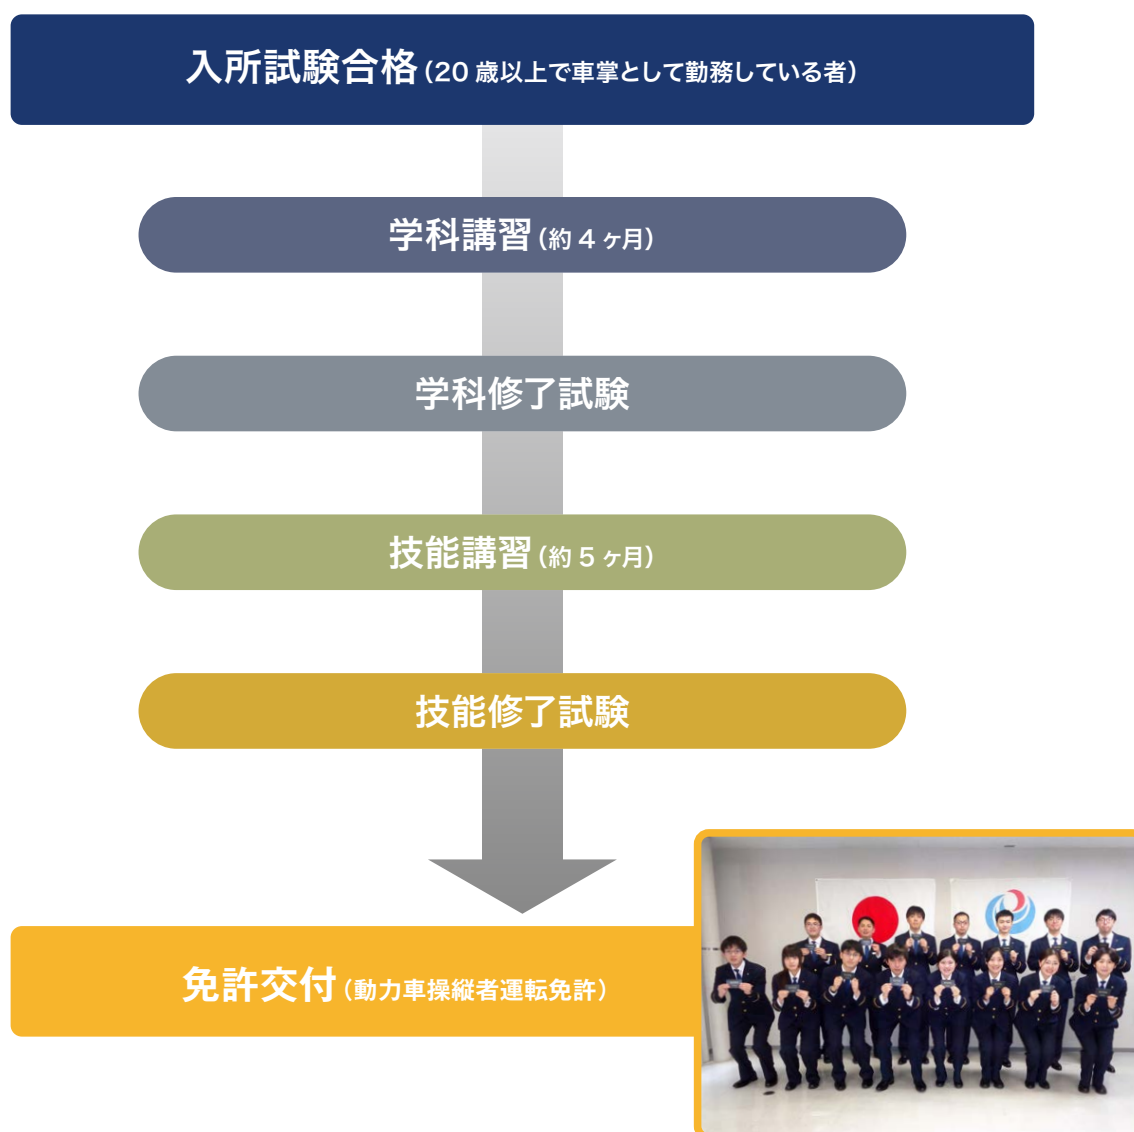 入所試験合格(20 歳以上で車掌として勤務している者)
学科講習(約 4 ヶ月)
学科修了試験
技能講習(約 5 ヶ月)
技能修了試験
免許交付(動力車操縦者運転免許)